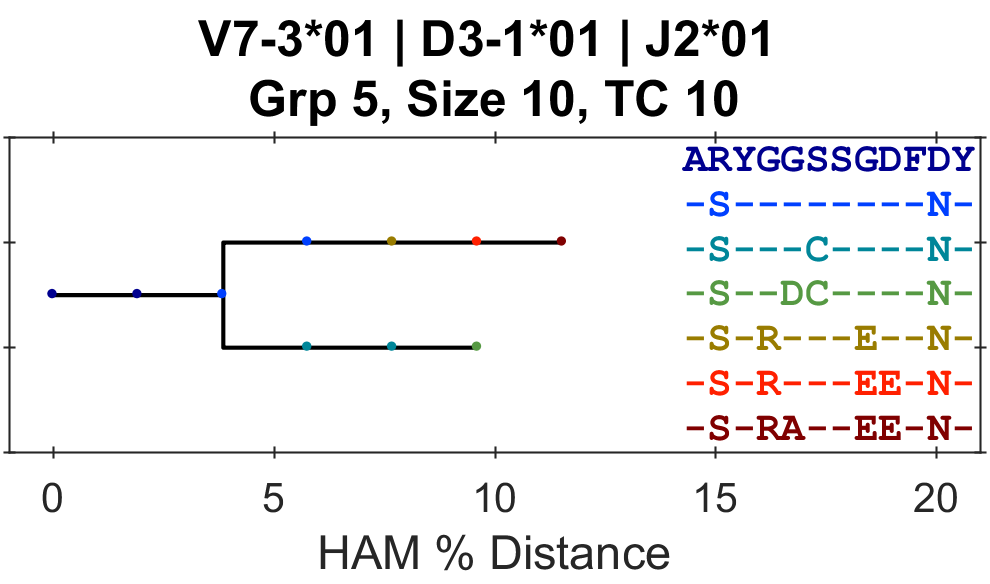 V7-3*01 | D3-1*01 | J2*01
Grp 5, Size 10, TC 10
ARYGGSSGDFDY
-S--------N-
-S---C----N-
-S--DC----N-
-S-R---E--N-
-S-R---EE-N-
-S-RA--EE-N-
0 5 10 15 20
HAM % Distance